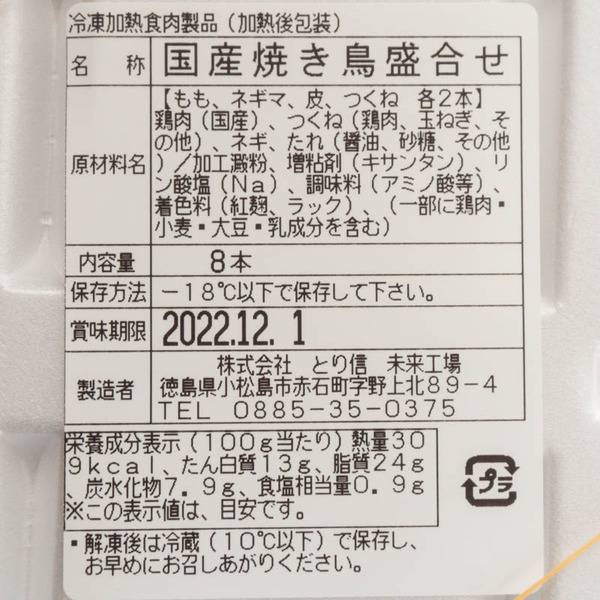 冷凍加熱食肉製品(加熱後包装)
名 称 国産焼き鳥盛合せ
原材料名
【もも、ネギマ、皮、つくね 各2本】
鶏肉(国産)、つくね(鶏肉、玉ねぎ、そ
の他)、ネギ、たれ(醤油、砂糖、その他
)/加工澱粉、増粘剤(キサンタン)、リ
ン酸塩(Na)、調味料(アミノ酸等)、
着色料(紅麹、ラック)、(一部に鶏肉・
小麦・大豆・乳成分を含む)
内容量 8本
保存方法 -18℃以下で保存して下さい。
賞味期限 2022.12. 1
製造者
株式会社 とり信 未来工場
徳島県小松島市赤石町字野上北89-4
TEL 0885-35-0375
栄養成分表示(100g当たり)熱量30
9kcal、たん白質13g、脂質24g
、炭水化物7.9g、食塩相当量0.9g
※この表示値は、目安です。
プラ
・解凍後は冷蔵(10℃以下)で保存し、
お早めにお召しあがりください。